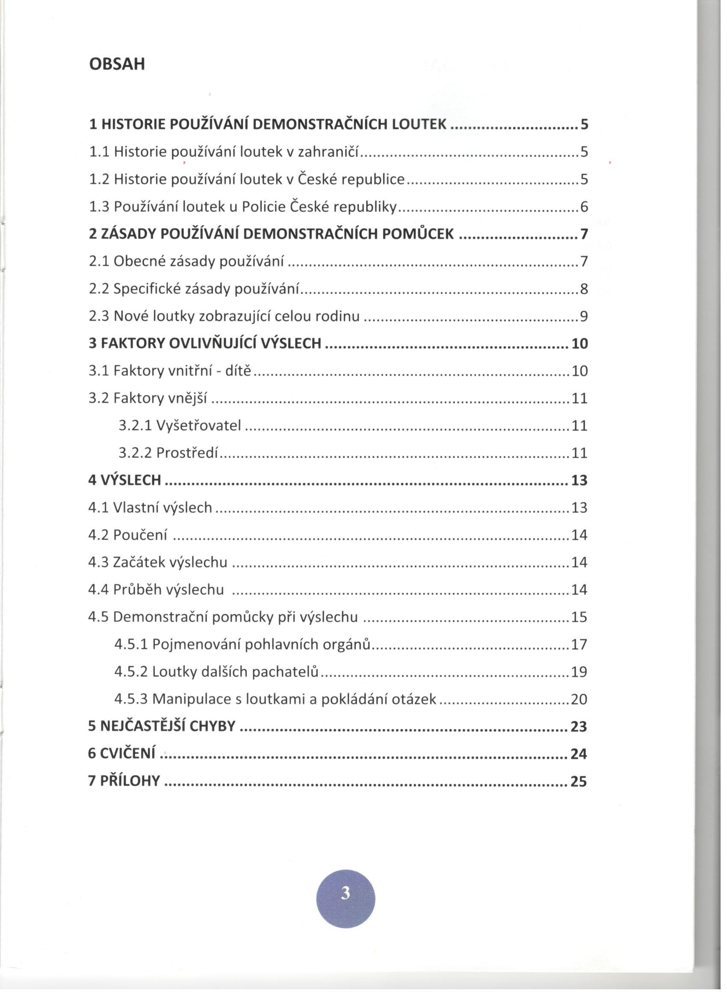 OBSAH
1 HISTORIE POUŽÍVÁNÍ DEMONSTRAČNÍCH LOUTEK ............................. 5
1.1 Historie používání loutek v zahraničí.................................................... 5
1.2 Historie používání loutek v České republice......................................... 5
1.3 Používání loutek u Policie České republiky........................................... 6
2 ZÁSADY POUŽÍVÁNÍ DEMONSTRAČNÍCH POMŮCEK ........................... 7
2.1 Obecné zásady používání ..................................................................... 7
2.2 Specifické zásady používání.................................................................. 8
2.3 Nové loutky zobrazující celou rodinu ................................................... 9
3 FAKTORY OVLIVŇUJÍCÍ VÝSLECH ....................................................... 10
3.1 Faktory vnitřní - dítě........................................................................... 10
3.2 Faktory vnější ..................................................................................... 11
3.2.1 Vyšetřovatel ............................................................................. 11
3.2.2 Prostředí................................................................................... 11
4 VÝSLECH ........................................................................................... 13
4.1 Vlastní výslech .................................................................................... 13
4.2 Poučení .............................................................................................. 14
4.3 Začátek výslechu ................................................................................ 14
4.4 Průběh výslechu ................................................................................ 14
4.5 Demonstrační pomůcky při výslechu ................................................. 15
4.5.1 Pojmenování pohlavních orgánů............................................... 17
4.5.2 Loutky dalších pachatelů........................................................... 19
4.5.3 Manipulace s loutkami a pokládání otázek ............................... 20
5 NEJČASTĚJŠÍ CHYBY .......................................................................... 23
6 CVIČENÍ ............................................................................................ 24
7 PŘÍLOHY ........................................................................................... 25
3